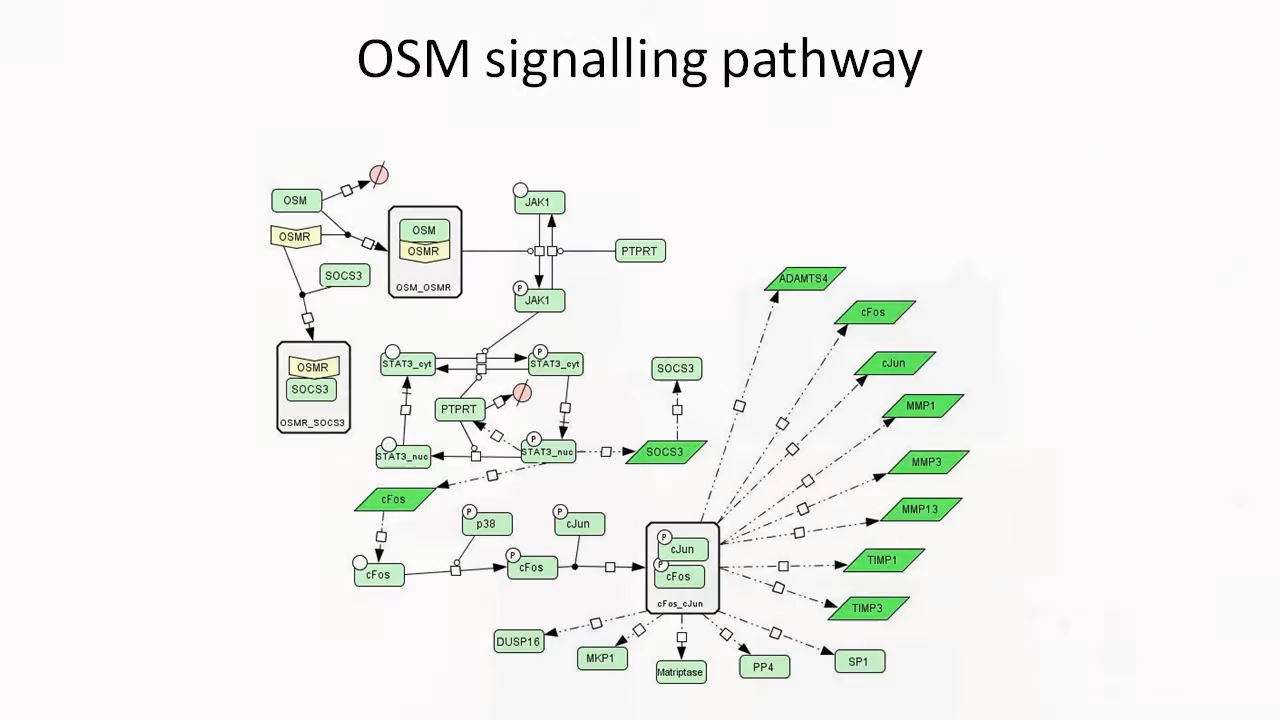 OSM signalling pathway
OSM
JAK1
OSMR
OSM
OSMR
OSM_OSMR
PTPRT
SOCS3
P
JAK1
ADAMTS4
cFos
OSMR
SOCS3
OSMR_SOCS3
STAT3_cyt
P
STAT3_cyt
SOCS3
cJun
PTPRT
MMP1
STAT3_nuc
P
STAT3_nuc
SOCS3
MMP3
cFos
MMP13
P
p38
P
cJun
cFos
P
cFos
P
cJun
P
cFos
cFos_cJun
TIMP1
TIMP3
DUSP16
MKP1
Matriptase
PP4
SP1